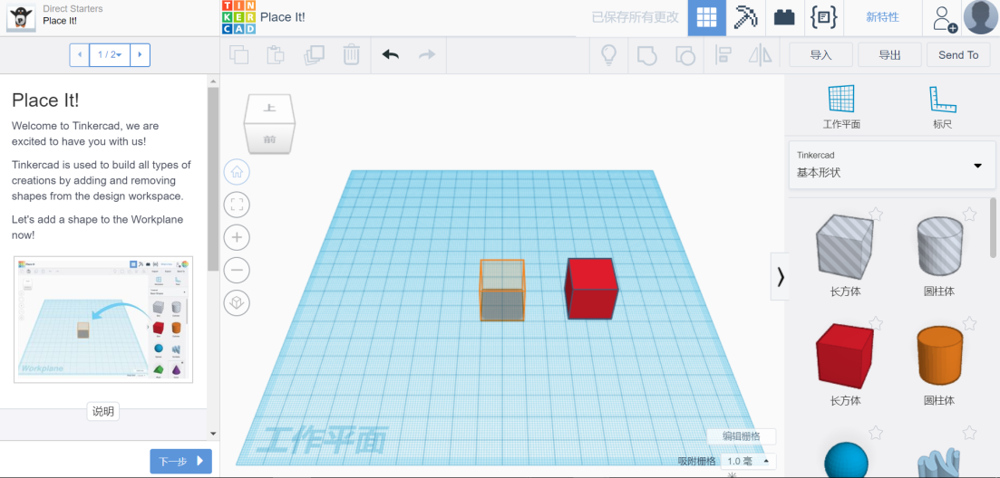 Direct Starters
Place It!
TIN
KER
CAD
Place It!
已保存所有更改
新特性
1 / 2
导入
导出
Send To
Place It!
Welcome to Tinkercad, we are
excited to have you with us!
Tinkercad is used to build all types of
creations by adding and removing
shapes from the design workspace.
Let's add a shape to the Workplane
now!
Workplane
说明
下一步
上
前
工作平面
编辑栅格
吸附栅格
1.0 毫
米
工作平面
标尺
Tinkercad
基本形状
长方体
圆柱体
长方体
圆柱体